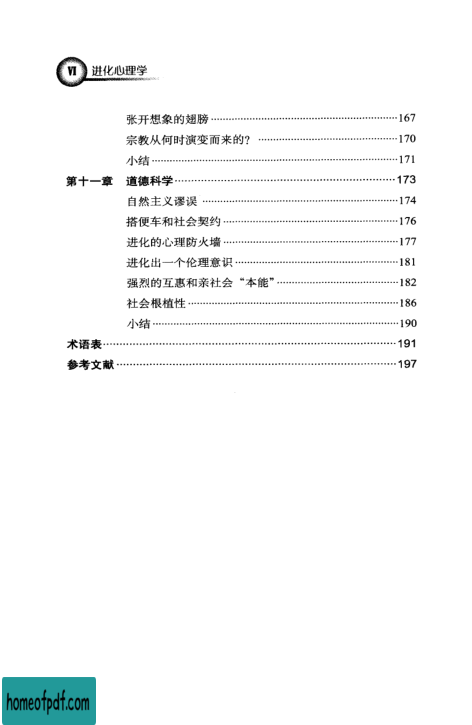 VI 进化心理学
张开想象的翅膀……167
宗教从何时演变而来的？……170
小结……171
第十一章 道德科学……173
自然主义谬误……174
搭便车和社会契约……176
进化的心理防火墙……177
进化出一个伦理意识……181
强烈的互惠和亲社会“本能”……182
社会根植性……186
小结……190
术语表……191
参考文献……197
homeofpdf.com